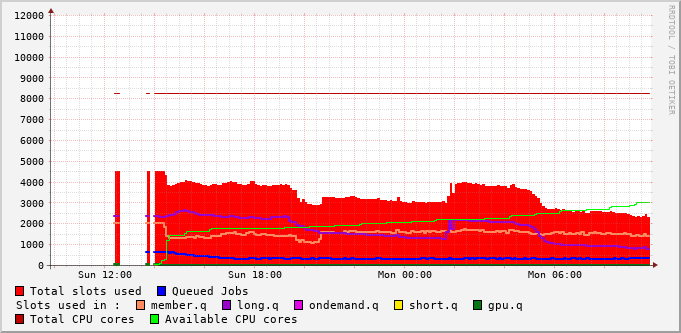 12000
11000
10000
9000
8000
7000
6000
5000
4000
3000
2000
1000
0
Sun 12:00 Sun 18:00 Mon 00:00 Mon 06:00
Total slots used Queued Jobs
Slots used in : member.q long.q ondemand.q short.q gpu.q
Total CPU cores Available CPU cores
RRDTOOL / TOBI OETIKER